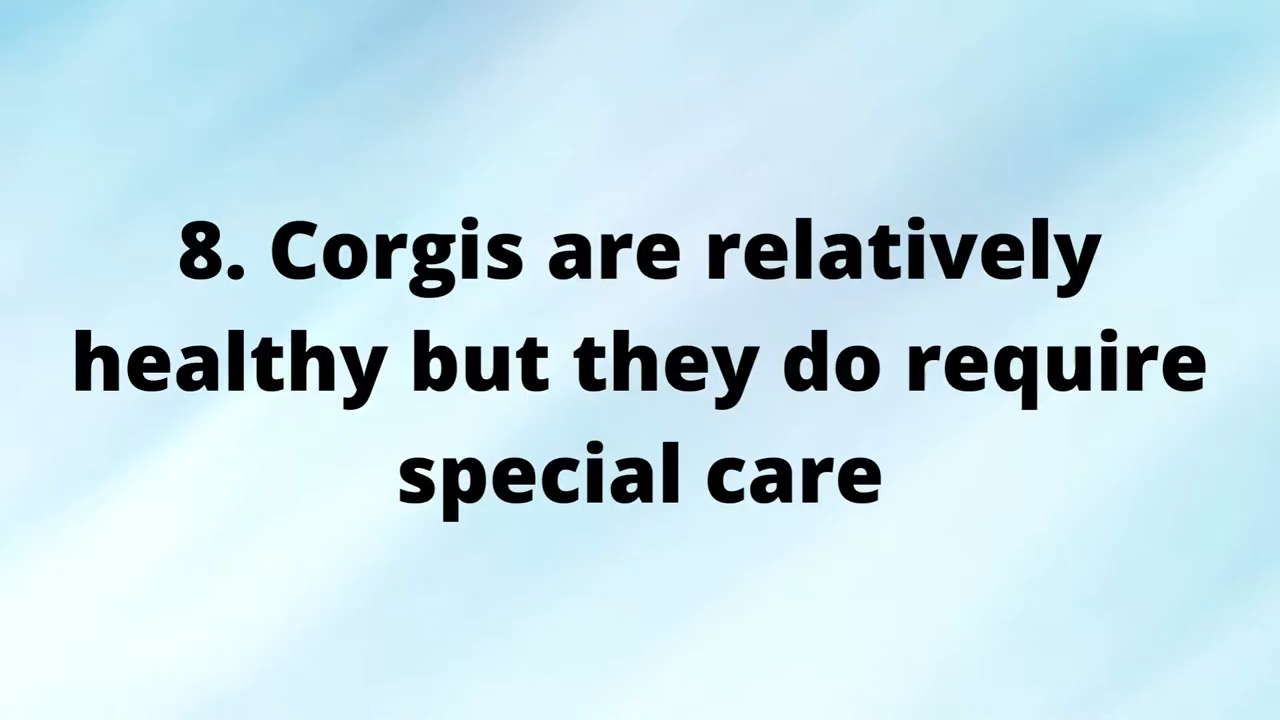 8. Corgis are relatively
healthy but they do require
special care